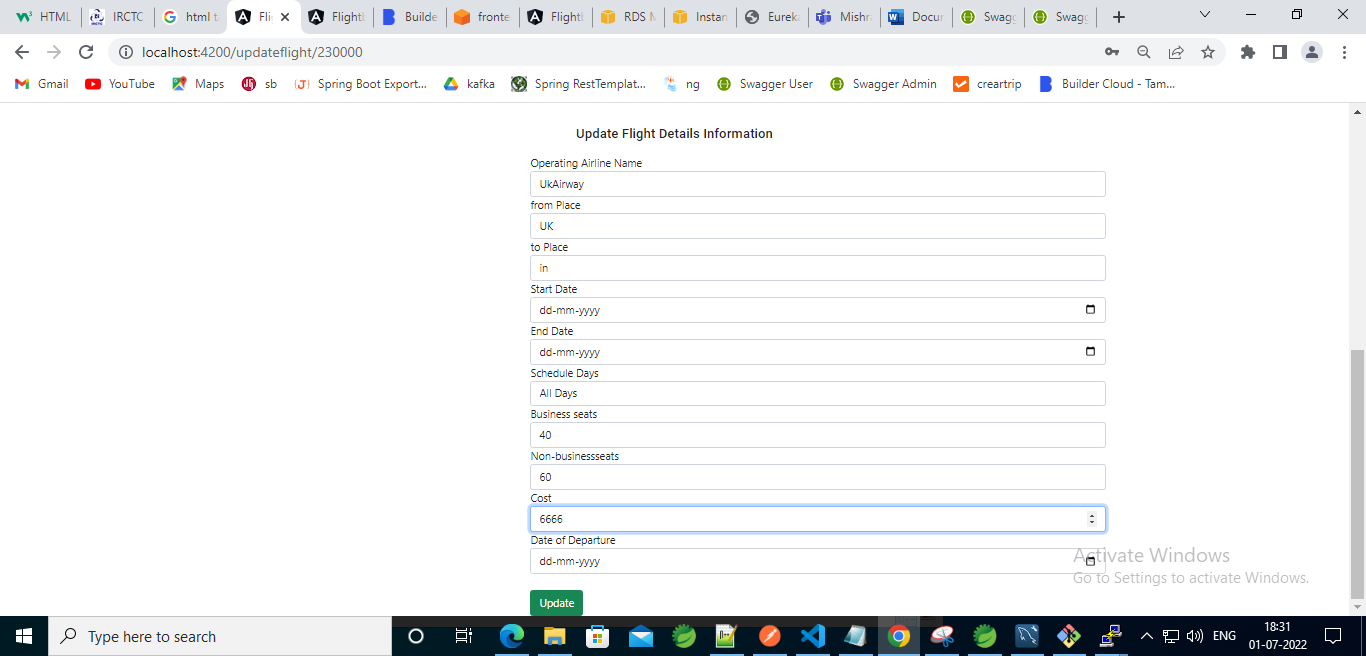 HTML
IRCTC
html t
Fli
Flight
Builde
fronte
Flight
RDS M
Instan
Eureka
Mishra
Docur
Swagg
Swagg
localhost:4200/updateflight/230000
Gmail
YouTube
Maps
sb
Spring Boot Export...
kafka
Spring RestTemplat...
ng
Swagger User
Swagger Admin
creartrip
Builder Cloud - Tam...
Update Flight Details Information
Operating Airline Name
UkAirway
from Place
UK
to Place
in
Start Date
dd-mm-yyyy
End Date
dd-mm-yyyy
Schedule Days
All Days
Business seats
40
Non-businessseats
60
Cost
6666
Date of Departure
dd-mm-yyyy
Update
Activate Windows
Go to Settings to activate Windows.
Type here to search
ENG
18:31
01-07-2022